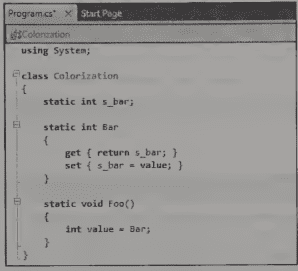 Program.cs* × Start Page
Colorization
using System;
class Colorization
{
static int s_bar;
static int Bar
{
get { return s_bar; }
set { s_bar = value; }
}
static void Foo()
{
int value = Bar;
}
}